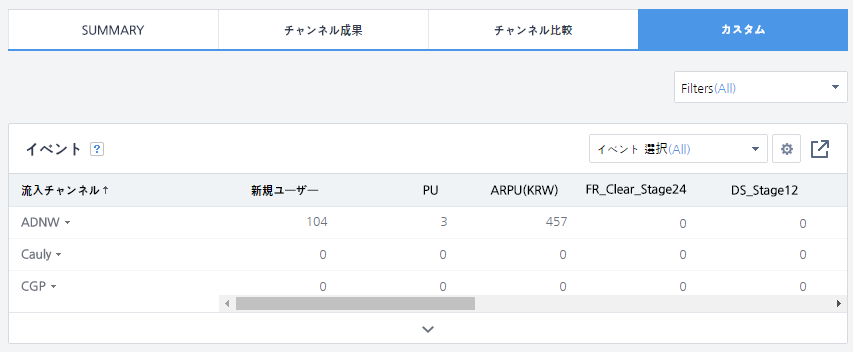 SUMMARY チャンネル成果 チャンネル比較 カスタム
Filters(All)
イベント ? イベント 選択(All)
流入チャンネル↑ 新規ユーザー PU ARPU(KRW) FR_Clear_Stage24 DS_Stage12
ADNW 104 3 457 0 0
Cauly 0 0 0 0 0
CGP 0 0 0 0 0